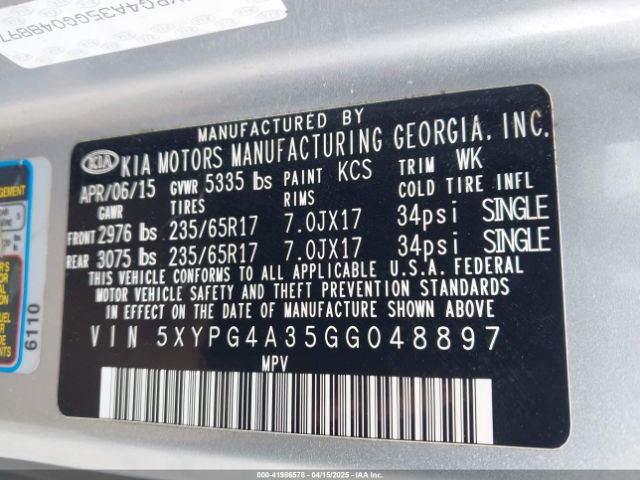 XYPG4A35GG048897
MANUFACTURED BY
KIA KIA MOTORS MANUFACTURING GEORGIA, INC.
APR/06/15 GVWR 5335 lbs PAINT KCS TRIM WK
GAWR TIRES RIMS COLD TIRE INFL
FRONT 2976 lbs 235/65R17 7.0JX17 34psi SINGLE
REAR 3075 lbs 235/65R17 7.0JX17 34psi SINGLE
THIS VEHICLE CONFORMS TO ALL APPLICABLE U.S.A. FEDERAL
MOTOR VEHICLE SAFETY AND THEFT PREVENTION STANDARDS
IN EFFECT ON THE DATE OF MANUFACTURE SHOWN ABOVE
VIN 5XYPG4A35GG048897
MPV
6110
000-41986578 04/15/2025 IAA